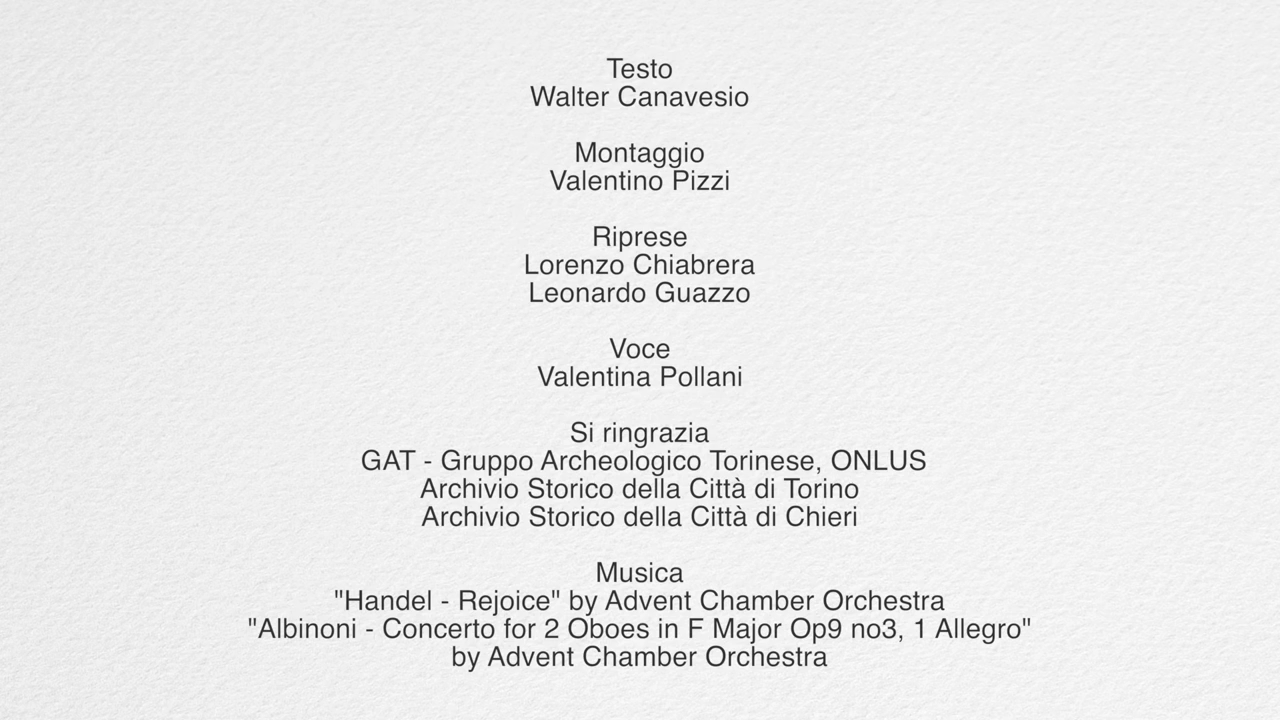 Testo
Walter Canavesio
Montaggio
Valentino Pizzi
Riprese
Lorenzo Chiabrera
Leonardo Guazzo
Voce
Valentina Pollani
Si ringrazia
GAT - Gruppo Archeologico Torinese, ONLUS
Archivio Storico della Città di Torino
Archivio Storico della Città di Chieri
Musica
"Handel - Rejoice" by Advent Chamber Orchestra
"Albinoni - Concerto for 2 Oboes in F Major Op9 no3, 1 Allegro"
by Advent Chamber Orchestra